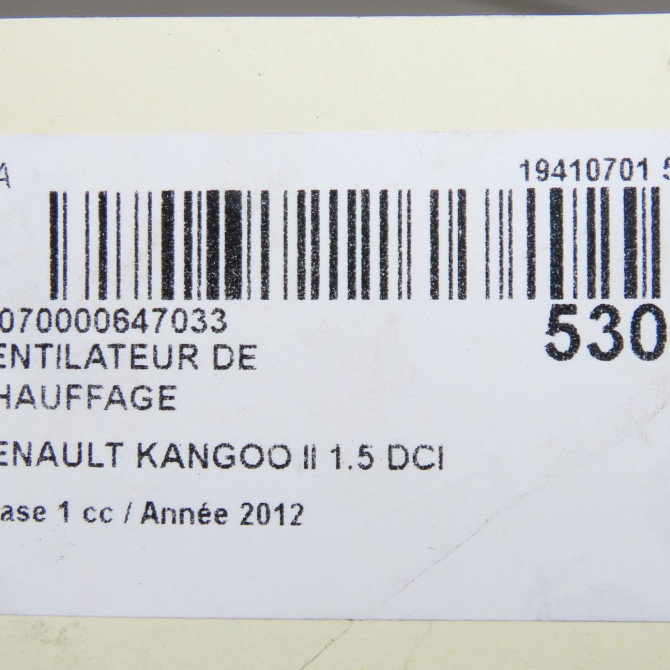 A 19410701 5
070000647033 530
ENTILATEUR DE
HAUFFAGE
ENAULT KANGOO II 1.5 DCI
ase 1 cc / Année 2012